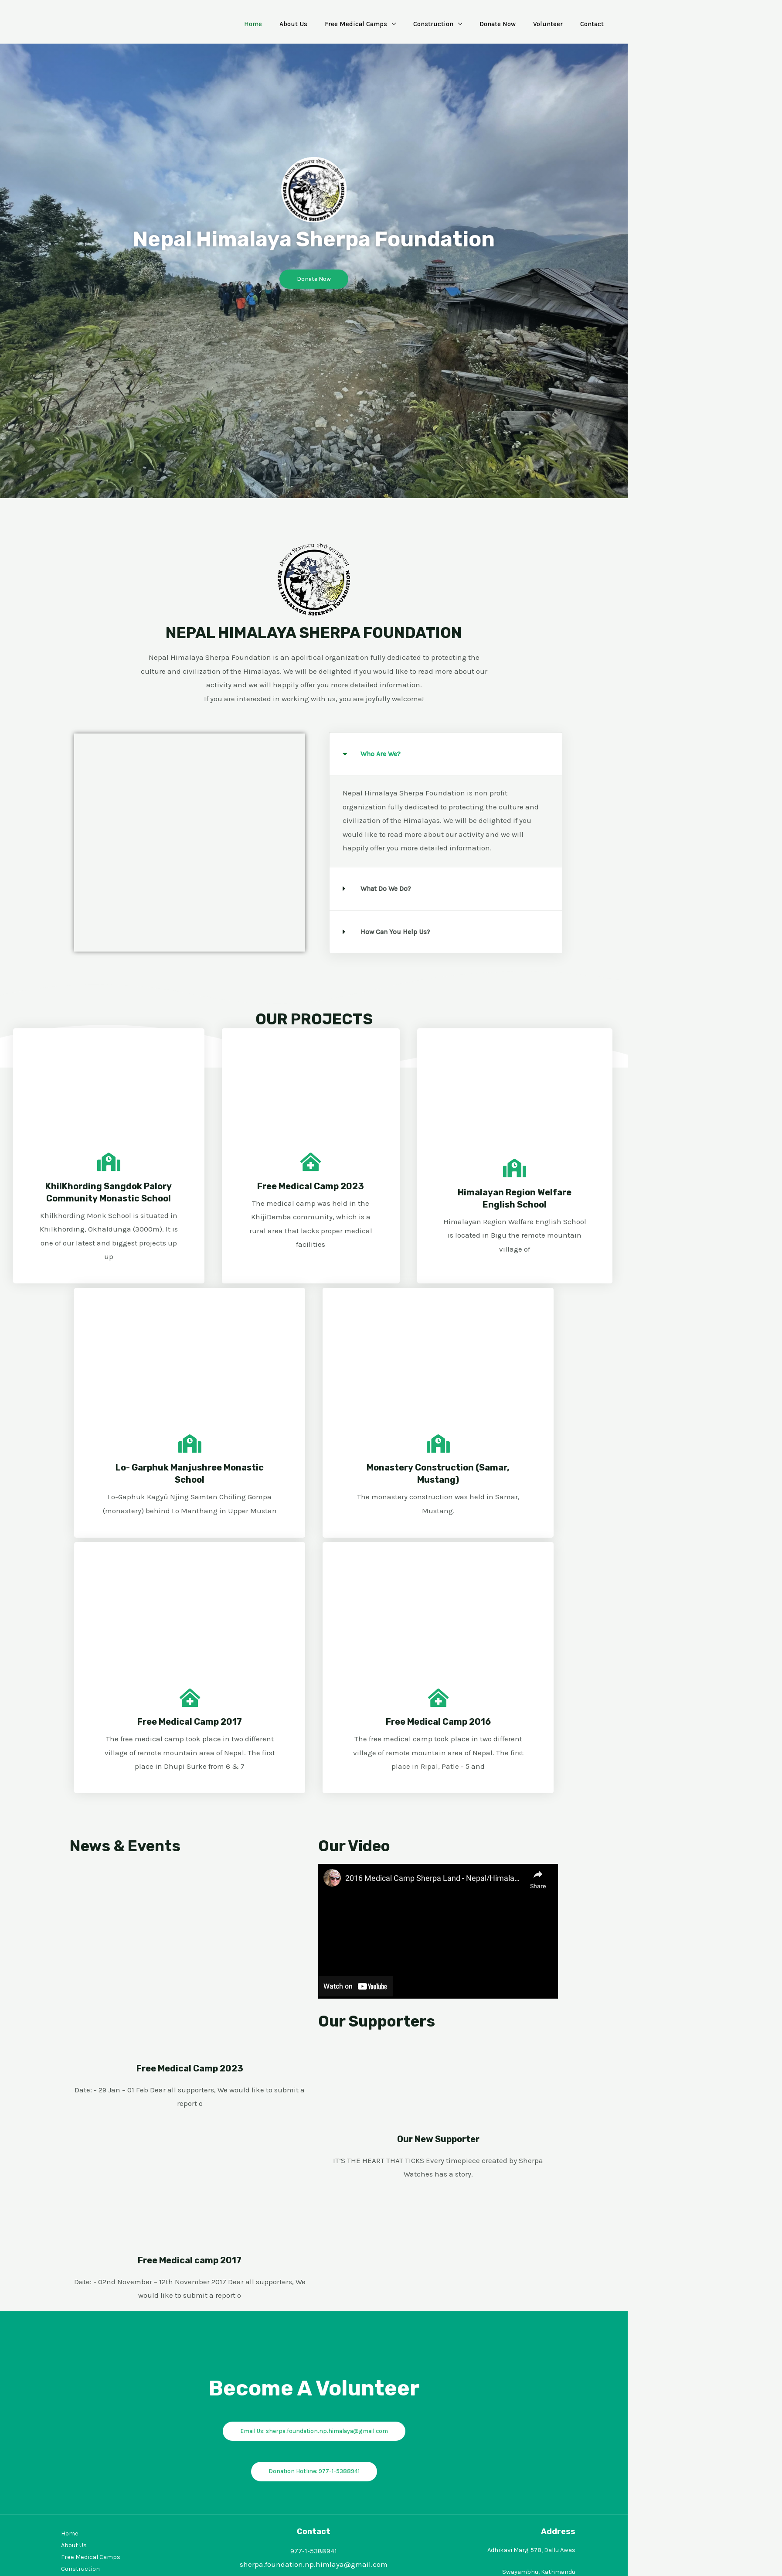 Home About Us Free Medical Camps Construction Donate Now Volunteer Contact
Nepal Himalaya Sherpa Foundation
Donate Now
NEPAL HIMALAYA SHERPA FOUNDATION
NEPAL HIMALAYA SHERPA FOUNDATION
Nepal Himalaya Sherpa Foundation is an apolitical organization fully dedicated to protecting the
culture and civilization of the Himalayas. We will be delighted if you would like to read more about our
activity and we will happily offer you more detailed information.
If you are interested in working with us, you are joyfully welcome!
Who Are We?
Nepal Himalaya Sherpa Foundation is non profit
organization fully dedicated to protecting the culture and
civilization of the Himalayas. We will be delighted if you
would like to read more about our activity and we will
happily offer you more detailed information.
What Do We Do?
How Can You Help Us?
OUR PROJECTS
KhilKhording Sangdok Palory
Community Monastic School
Khilkhording Monk School is situated in
Khilkhording, Okhaldunga (3000m). It is
one of our latest and biggest projects up
up
Free Medical Camp 2023
The medical camp was held in the
KhijiDemba community, which is a
rural area that lacks proper medical
facilities
Himalayan Region Welfare
English School
Himalayan Region Welfare English School
is located in Bigu the remote mountain
village of
Lo- Garphuk Manjushree Monastic
School
Lo-Gaphuk Kagyü Njing Samten Chöling Gompa
(monastery) behind Lo Manthang in Upper Mustan
Monastery Construction (Samar,
Mustang)
The monastery construction was held in Samar,
Mustang.
Free Medical Camp 2017
The free medical camp took place in two different
village of remote mountain area of Nepal. The first
place in Dhupi Surke from 6 & 7
Free Medical Camp 2016
The free medical camp took place in two different
village of remote mountain area of Nepal. The first
place in Ripal, Patle - 5 and
News & Events
Our Video
2016 Medical Camp Sherpa Land - Nepal/Himala...
Share
Watch on YouTube
Our Supporters
Free Medical Camp 2023
Date: - 29 Jan – 01 Feb Dear all supporters, We would like to submit a
report o
Our New Supporter
IT'S THE HEART THAT TICKS Every timepiece created by Sherpa
Watches has a story.
Free Medical camp 2017
Date: - 02nd November – 12th November 2017 Dear all supporters, We
would like to submit a report o
Become A Volunteer
Email Us: sherpa.foundation.np.himalaya@gmail.com
Donation Hotline: 977-1-5388941
Home
About Us
Free Medical Camps
Construction
Contact
977-1-5388941
sherpa.foundation.np.himlaya@gmail.com
Address
Adhikavi Marg-578, Dallu Awas
Swayambhu, Kathmandu